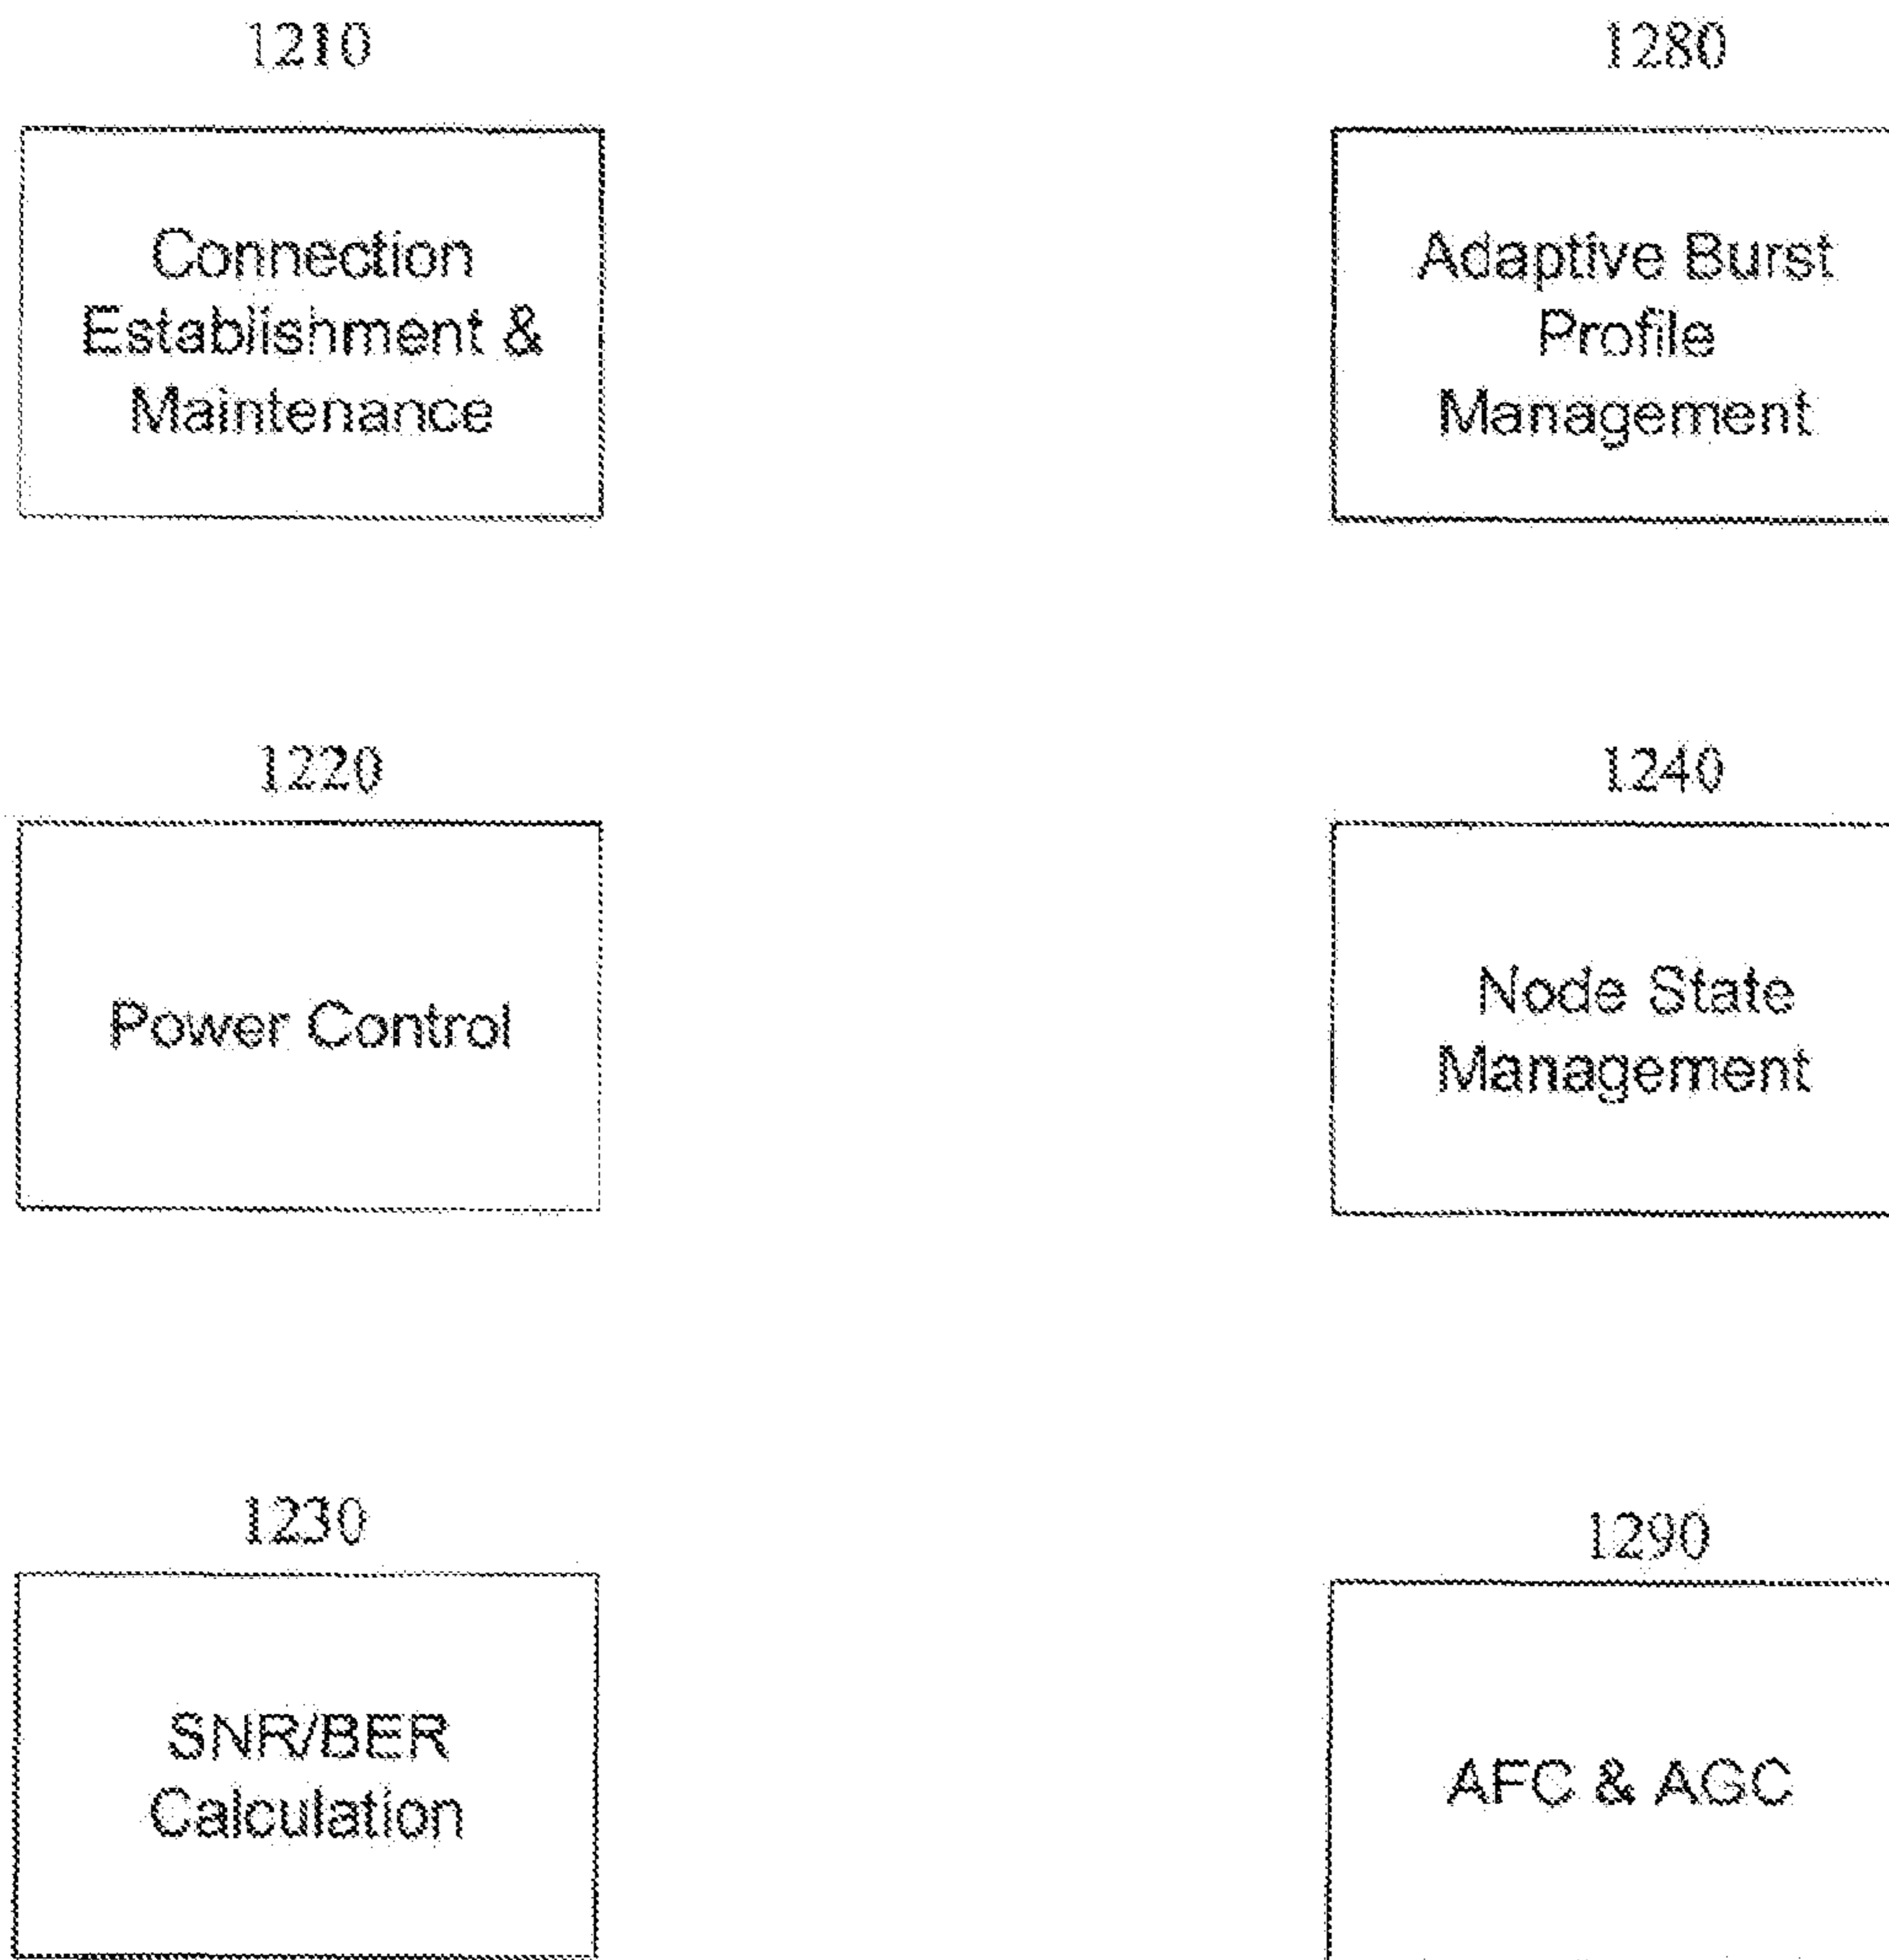 1210
Connection
Establishment &
Maintenance
1280
Adaptive Burst
Profile
Management
1220
Power Control
1240
Node State
Management
1230
SNR/BER
Calculation
1290
AFC & AGC